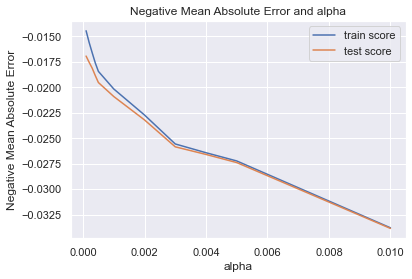 Negative Mean Absolute Error and alpha
Negative Mean Absolute Error
train score
test score
−0.0150
−0.0175
−0.0200
−0.0225
−0.0250
−0.0275
−0.0300
−0.0325
0.000 0.002 0.004 0.006 0.008 0.010
alpha